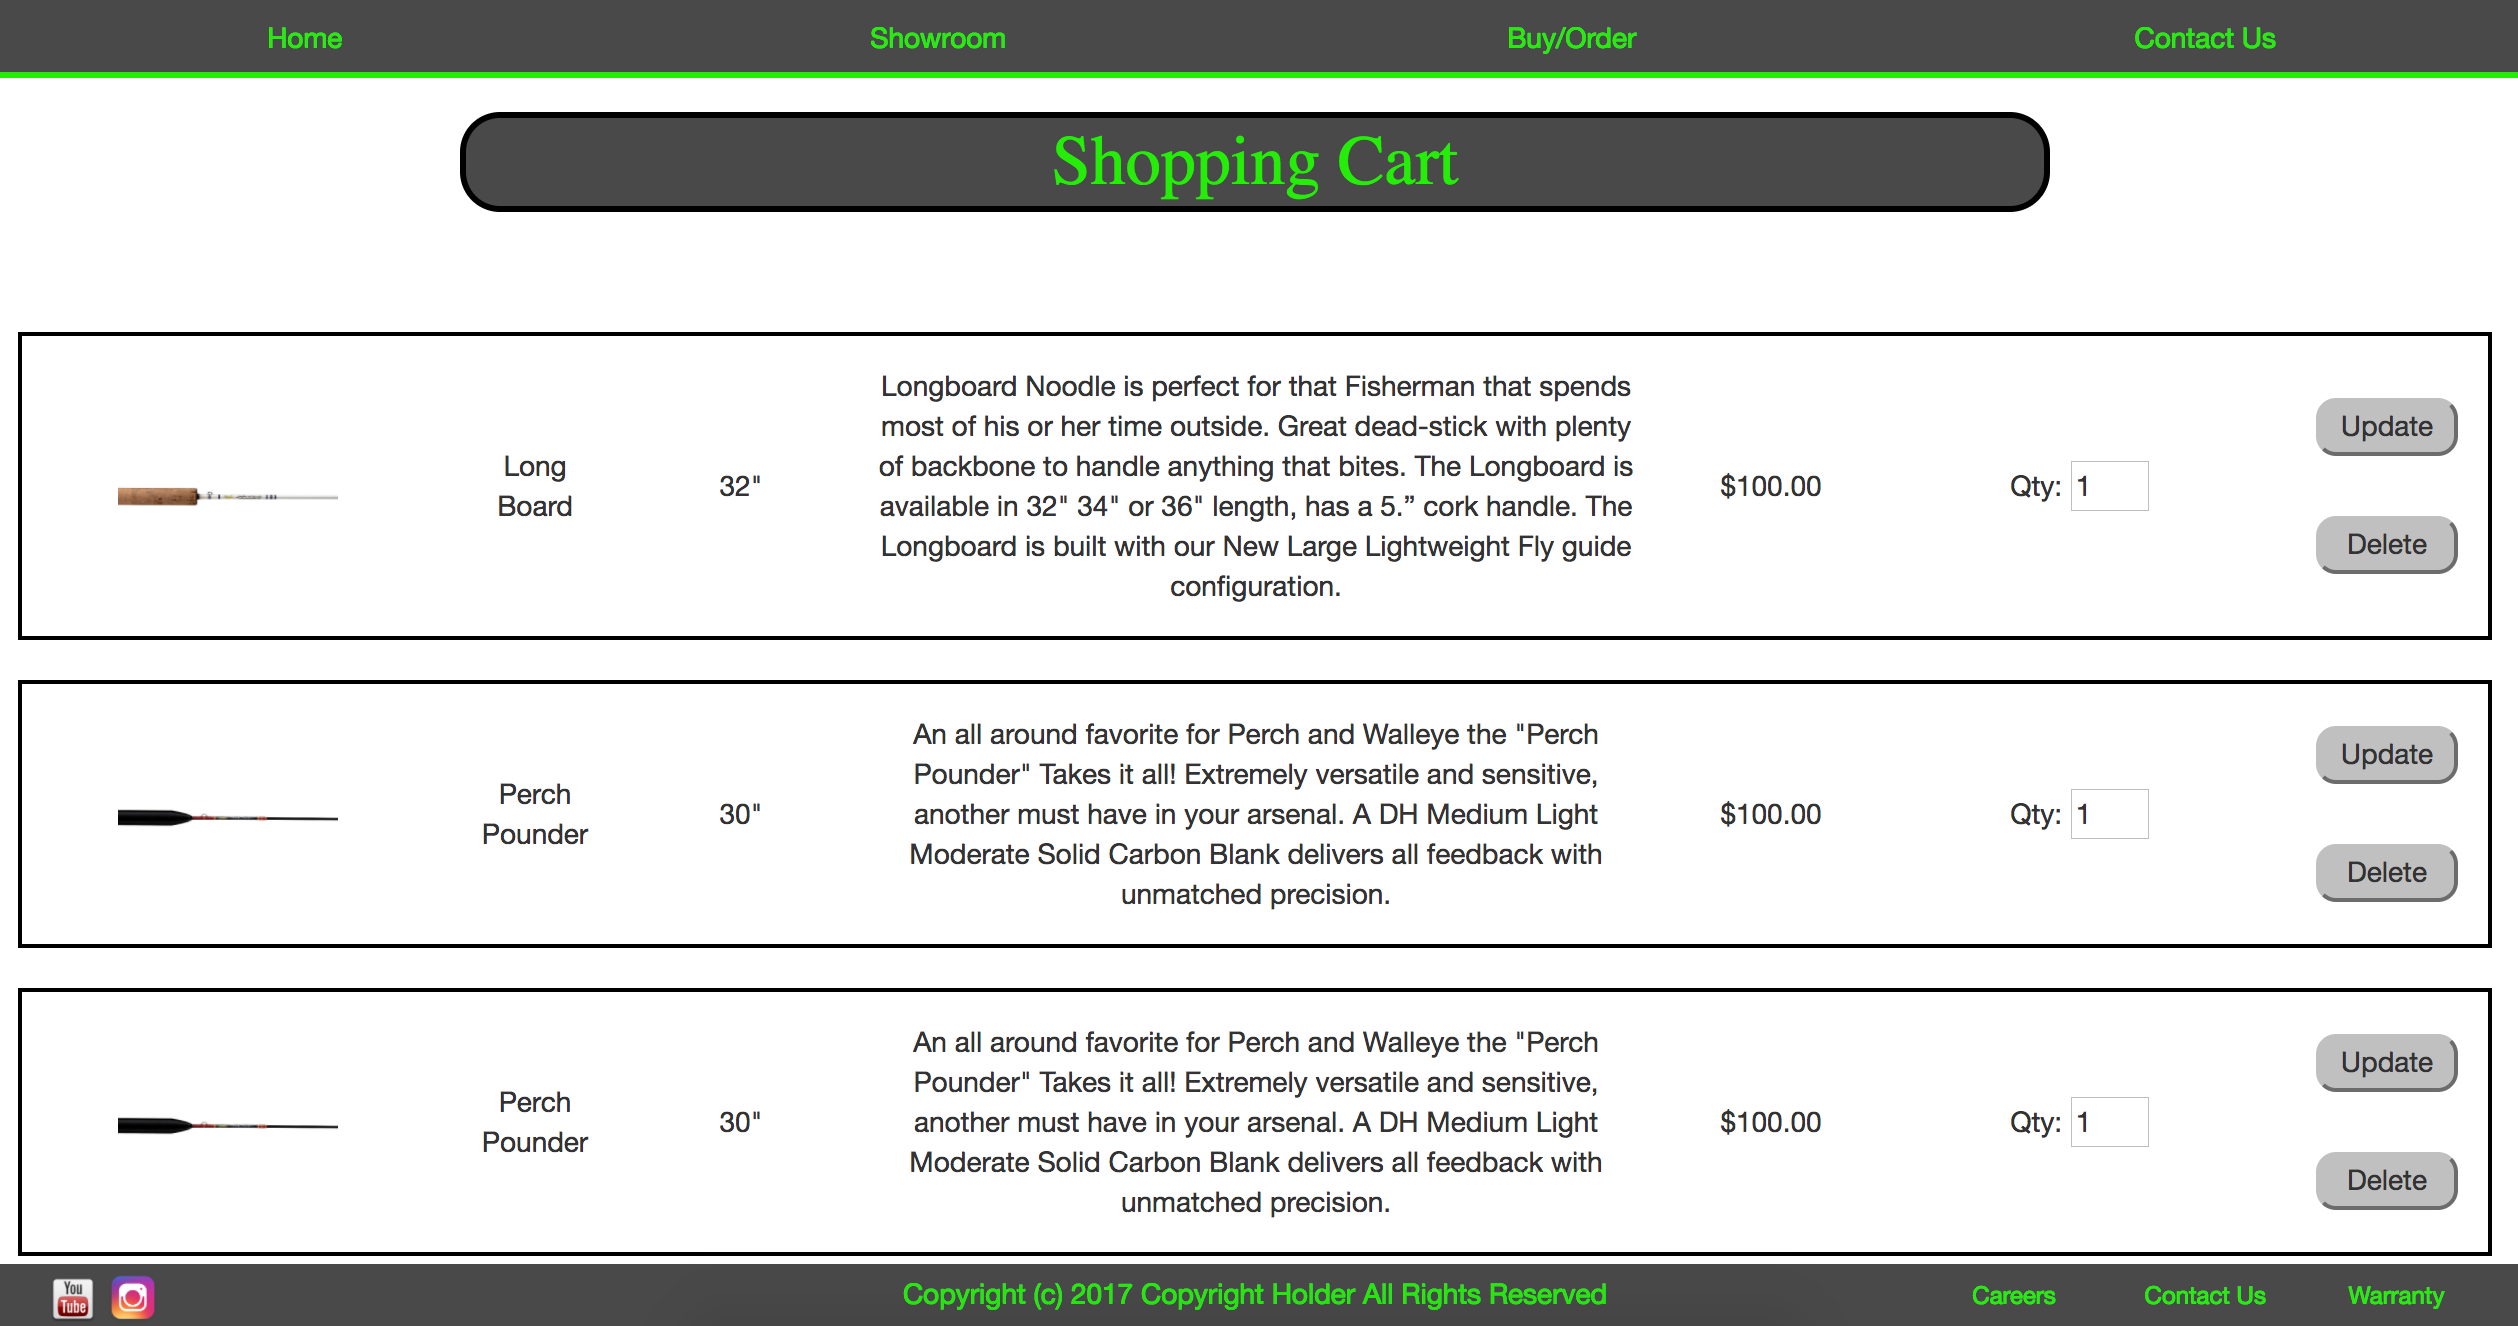 Home Showroom Buy/Order Contact Us
Shopping Cart
Long
Board
32"
Longboard Noodle is perfect for that Fisherman that spends
most of his or her time outside. Great dead-stick with plenty
of backbone to handle anything that bites. The Longboard is
available in 32" 34" or 36" length, has a 5.” cork handle. The
Longboard is built with our New Large Lightweight Fly guide
configuration.
$100.00
Qty: 1
Update
Delete
Perch
Pounder
30"
An all around favorite for Perch and Walleye the "Perch
Pounder" Takes it all! Extremely versatile and sensitive,
another must have in your arsenal. A DH Medium Light
Moderate Solid Carbon Blank delivers all feedback with
unmatched precision.
$100.00
Qty: 1
Update
Delete
Perch
Pounder
30"
An all around favorite for Perch and Walleye the "Perch
Pounder" Takes it all! Extremely versatile and sensitive,
another must have in your arsenal. A DH Medium Light
Moderate Solid Carbon Blank delivers all feedback with
unmatched precision.
$100.00
Qty: 1
Update
Delete
You
Tube
Copyright (c) 2017 Copyright Holder All Rights Reserved
Careers Contact Us Warranty